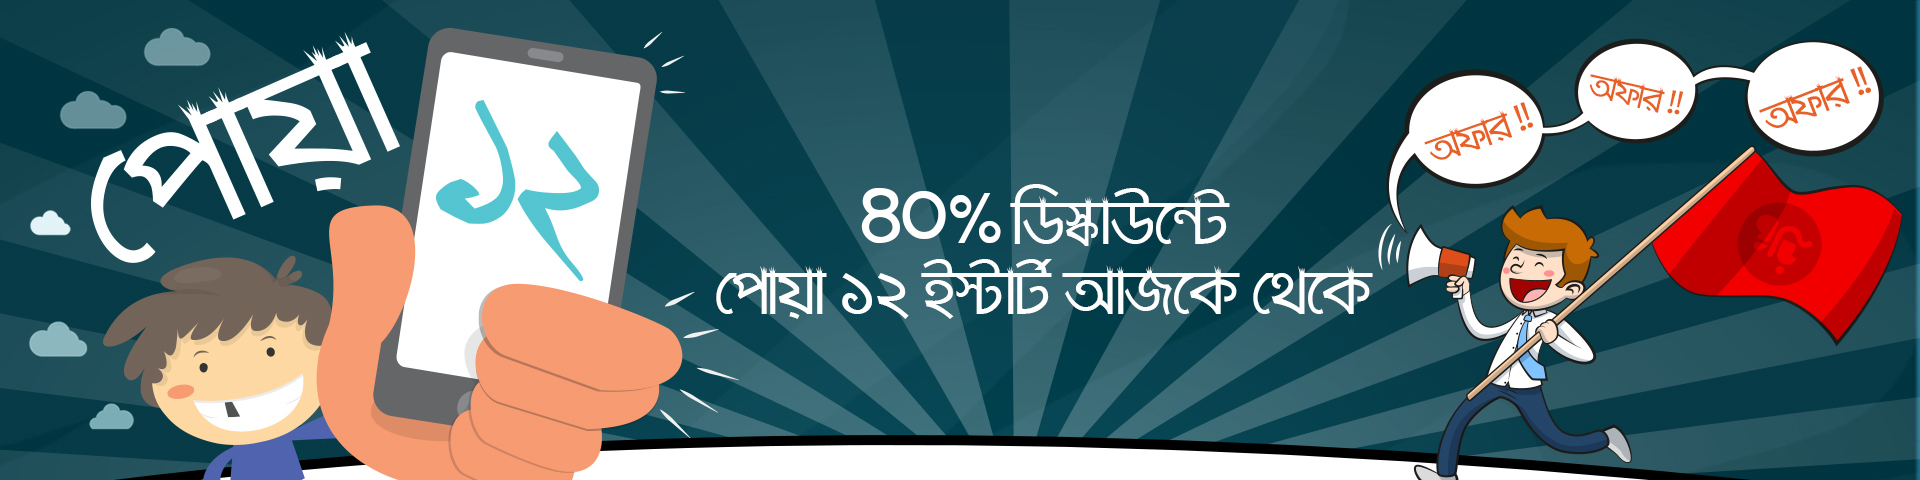 পোয়া
১২
৪০% ডিস্কাউন্টে
পোয়া ১২ ইস্টার্ট আজকে থেকে
অফার !!
অফার !!
অফার !!